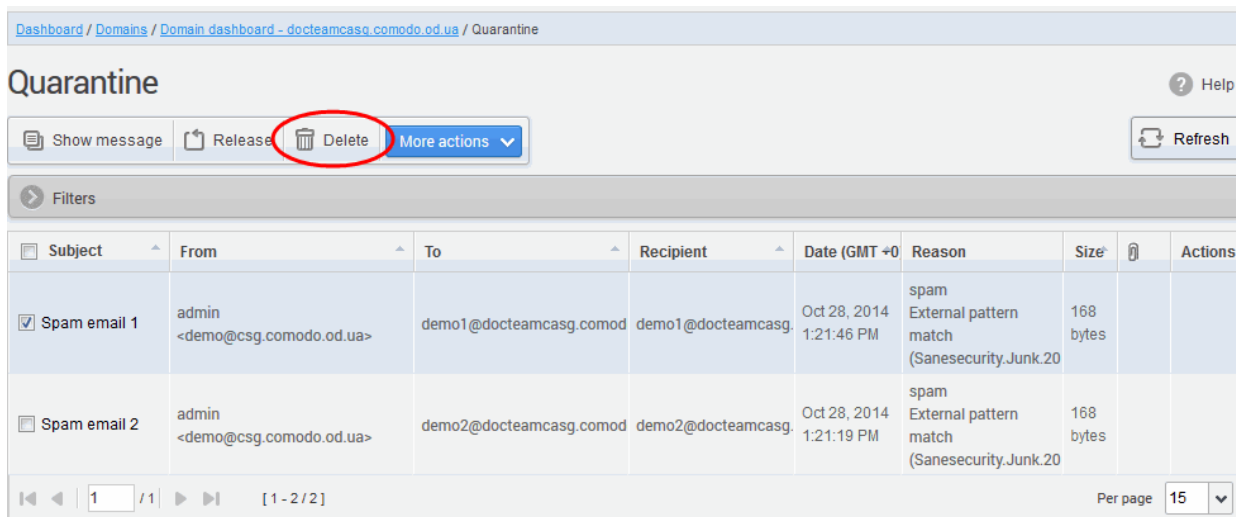 Dashboard / Domains / Domain dashboard - docteamcasg.comodo.od.ua / Quarantine
Quarantine
Help
Show message Release Delete More actions Refresh
Filters
Subject From To Recipient Date (GMT +0 Reason Size Actions
Spam email 1
admin
<demo@csg.comodo.od.ua>
demo1@docteamcasg.comod
demo1@docteamcasg.
Oct 28, 2014
1:21:46 PM
spam
External pattern
match
(Sanesecurity.Junk.20
168
bytes
Spam email 2
admin
<demo@csg.comodo.od.ua>
demo2@docteamcasg.comod
demo2@docteamcasg.
Oct 28, 2014
1:21:19 PM
spam
External pattern
match
(Sanesecurity.Junk.20
168
bytes
1 / 1 [ 1 - 2 / 2 ] Per page 15